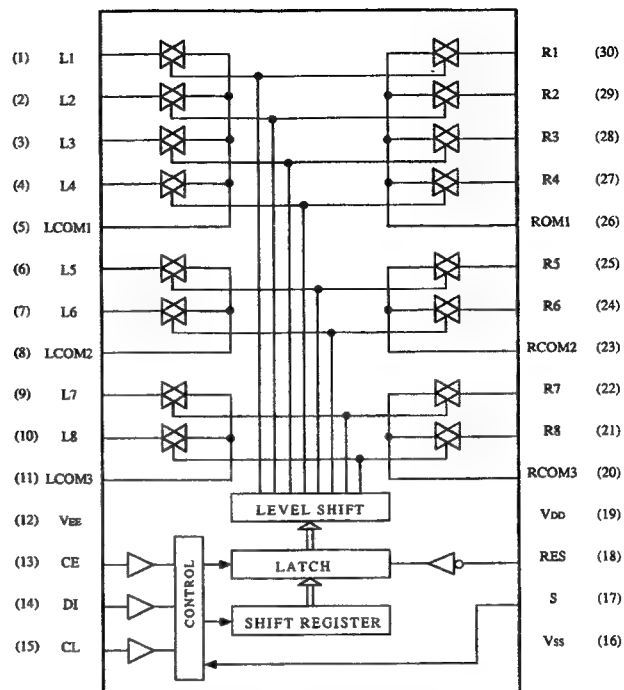 (1) L1 R1 (30)
(2) L2 R2 (29)
(3) L3 R3 (28)
(4) L4 R4 (27)
(5) LCOM1 ROM1 (26)
(6) L5 R5 (25)
(7) L6 R6 (24)
(8) LCOM2 RCOM2 (23)
(9) L7 R7 (22)
(10) L8 R8 (21)
(11) LCOM3 RCOM3 (20)
LEVEL SHIFT
(12) VEE VDD (19)
(13) CE CONTROL LATCH RES (18)
(14) DI SHIFT REGISTER S (17)
(15) CL VSS (16)